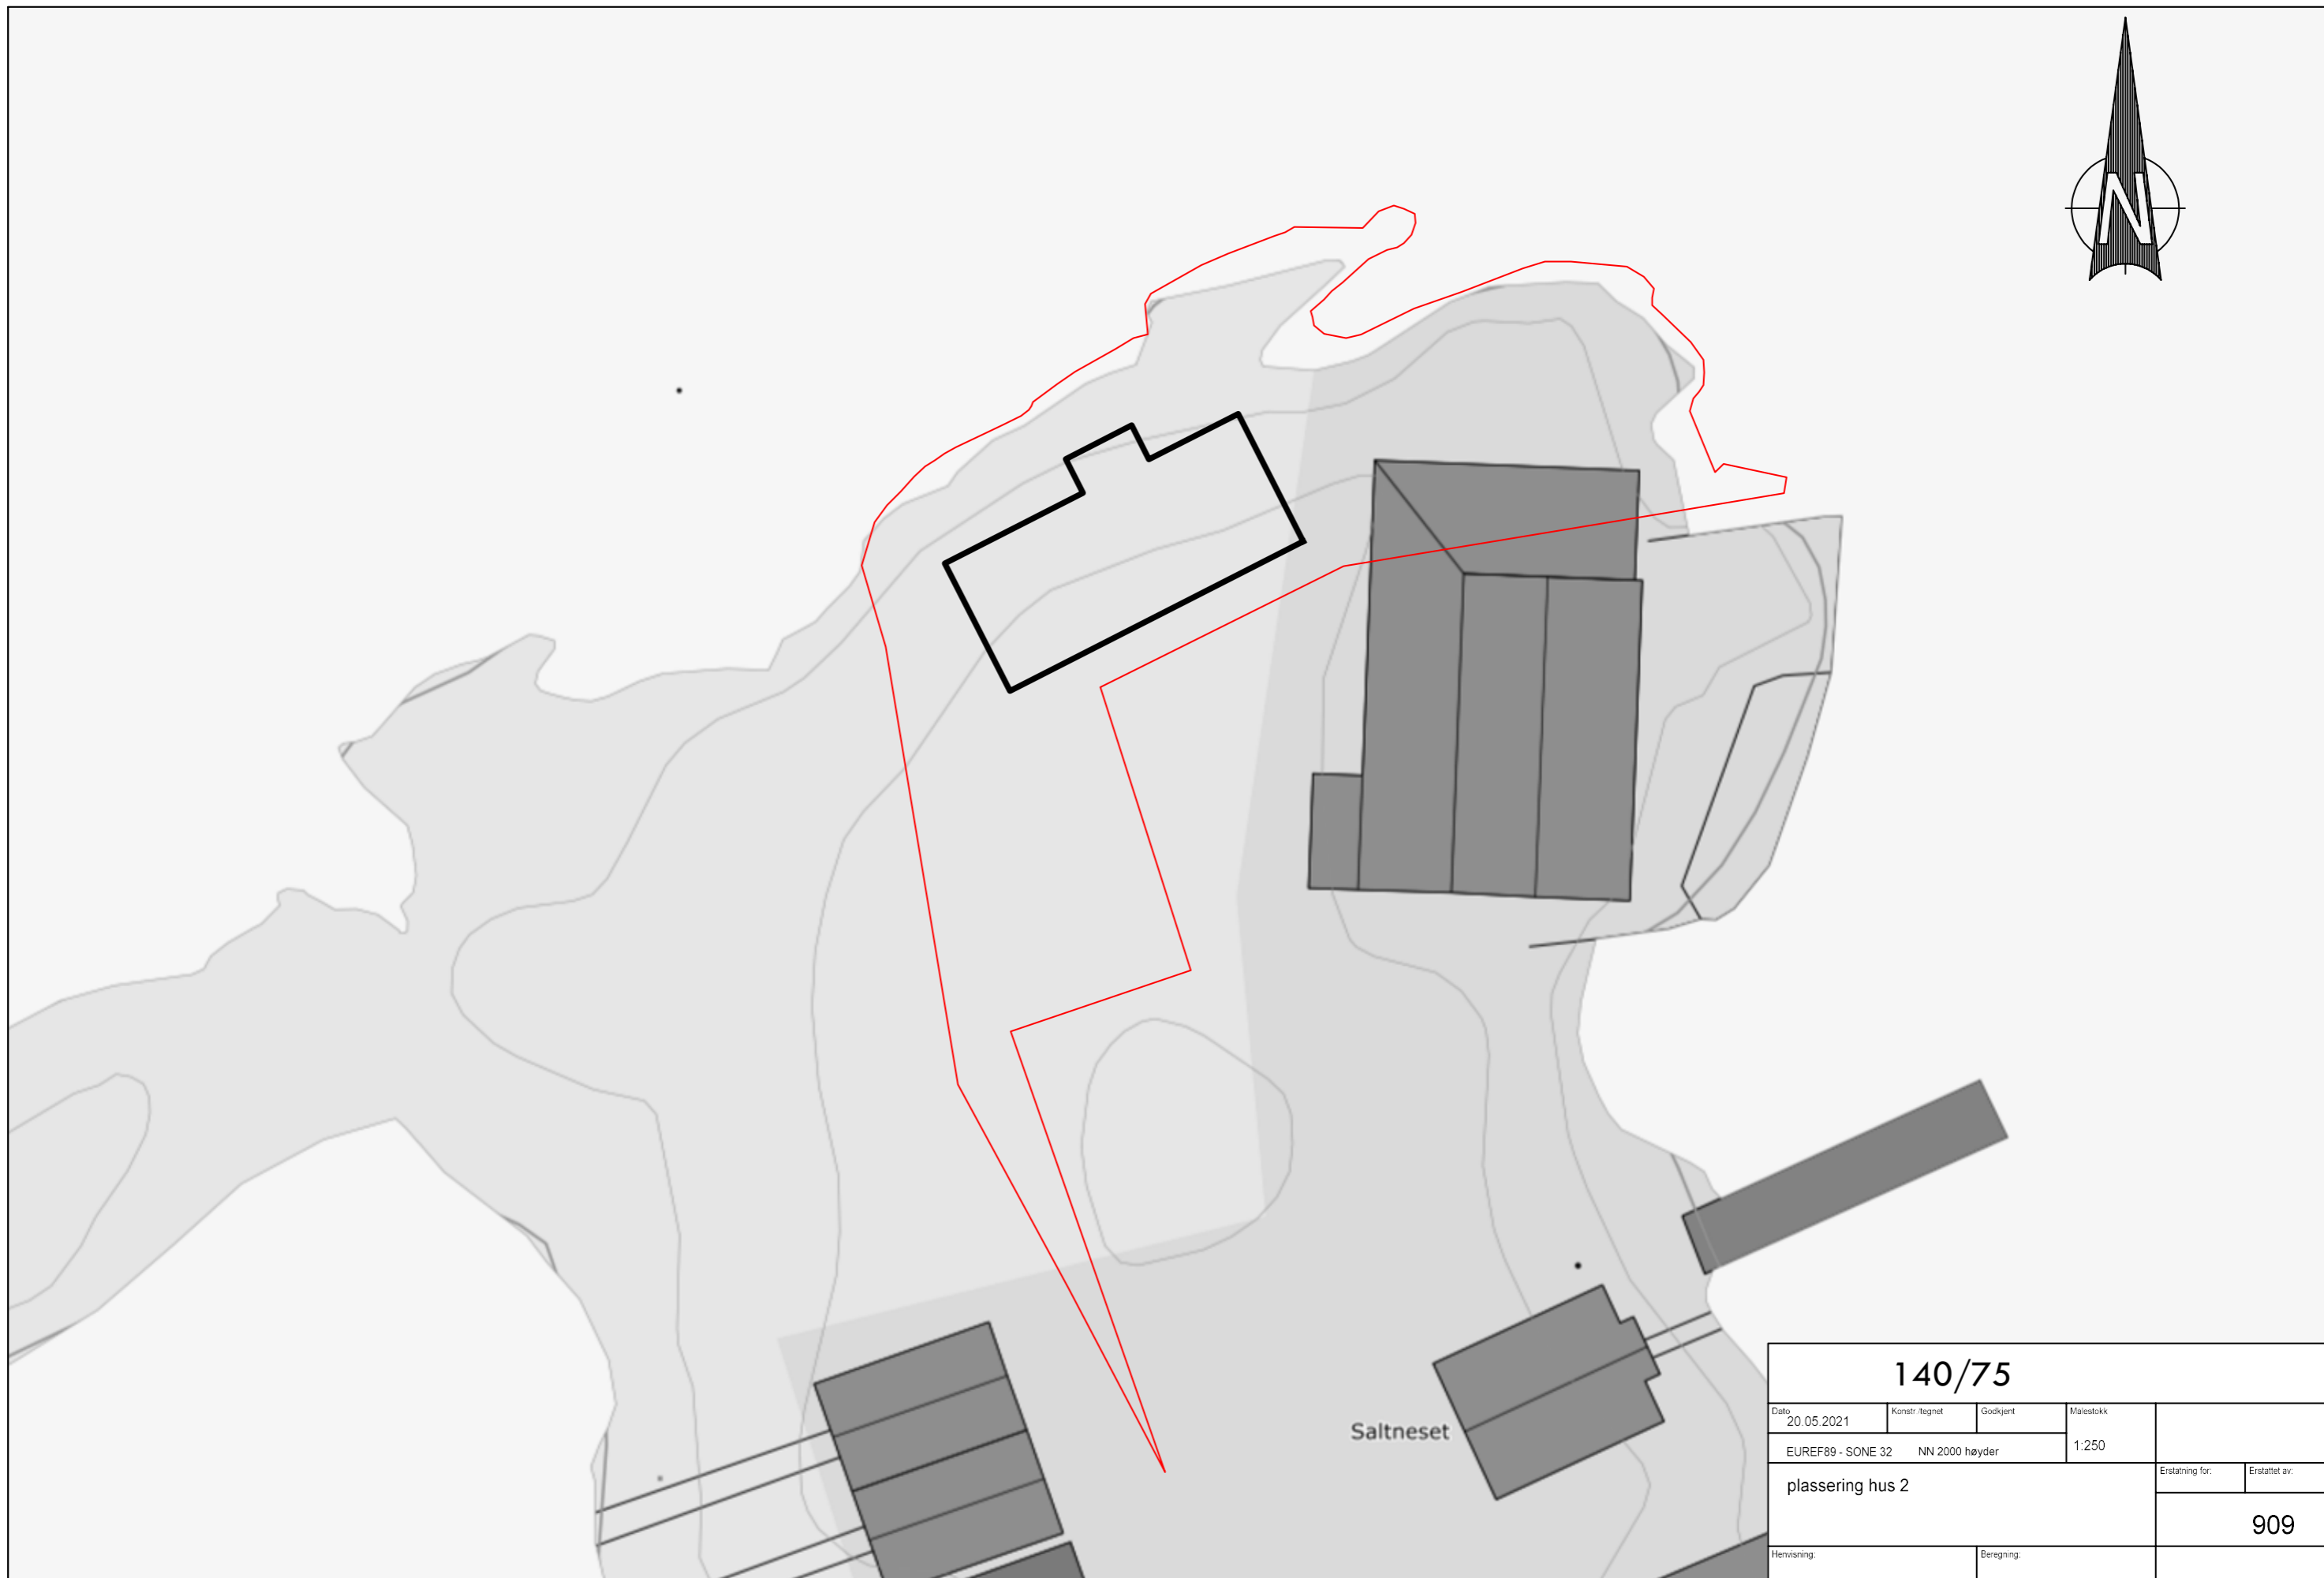 N
Saltneset
140/75
Dato
20.05.2021
Konstr./tegnet
Godkjent
Målestokk
1:250
EUREF89 - SONE 32 NN 2000 høyder
plassering hus 2
Erstatning for:
Erstattet av:
909
Henvisning:
Beregning: